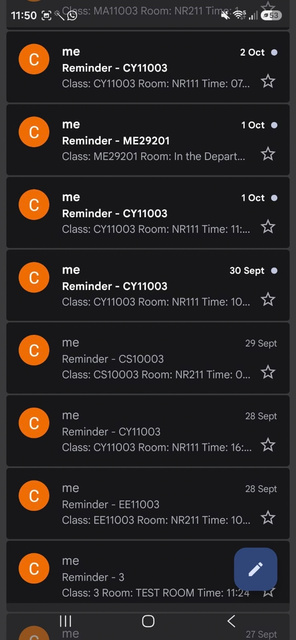 Class: MA11003 Room: NR211 Time: 1...
11:50
53
C
me
2 Oct
Reminder - CY11003
Class: CY11003 Room: NR111 Time: 07...
C
me
1 Oct
Reminder - ME29201
Class: ME29201 Room: In the Depart...
C
me
1 Oct
Reminder - CY11003
Class: CY11003 Room: NR111 Time: 11:...
C
me
30 Sept
Reminder - CY11003
Class: CY11003 Room: NR111 Time: 10...
C
me
29 Sept
Reminder - CS10003
Class: CS10003 Room: NR211 Time: 0...
C
me
28 Sept
Reminder - CY11003
Class: CY11003 Room: NR111 Time: 16:...
C
me
28 Sept
Reminder - EE11003
Class: EE11003 Room: NR211 Time: 10...
C
me
Reminder - 3
Class: 3 Room: TEST ROOM Time: 11:24
me
27 Sept